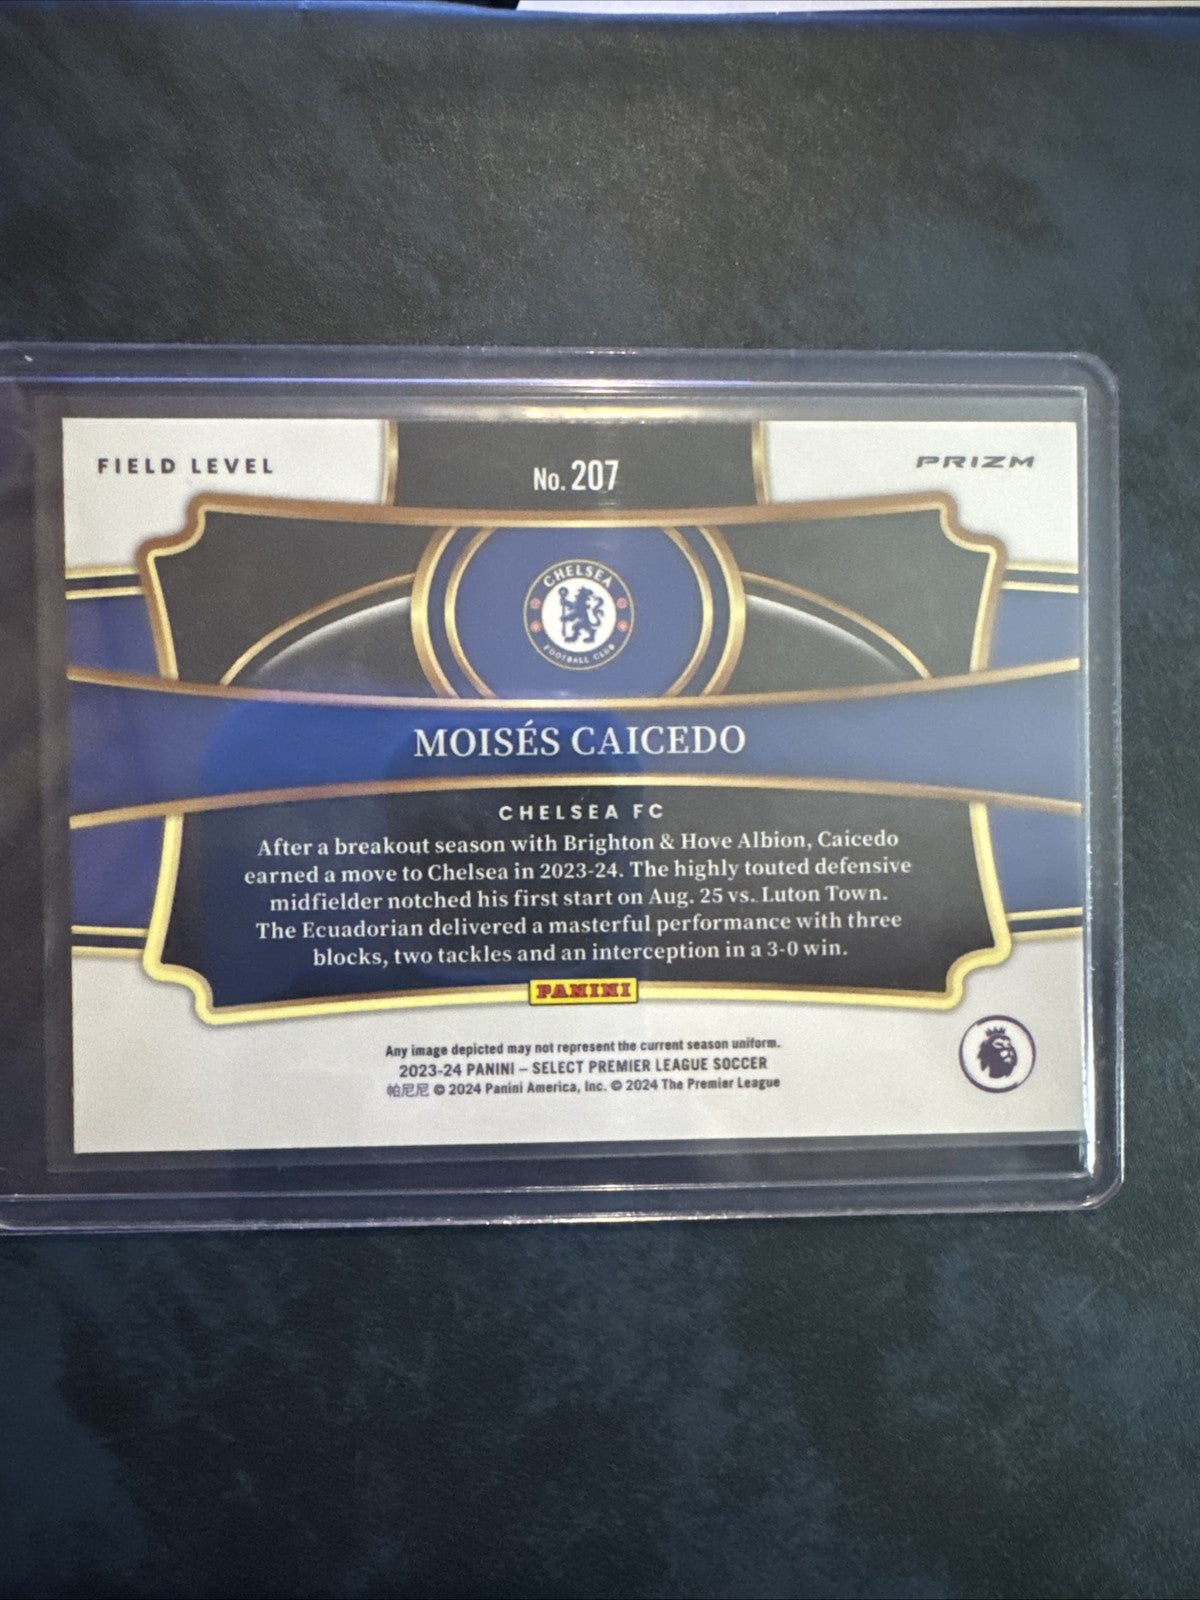 FIELD LEVEL
No. 207
PRIZM
CHELSEA
FOOTBALL CLUB
MOISÉS CAICEDO
CHELSEA FC
After a breakout season with Brighton & Hove Albion, Caicedo
earned a move to Chelsea in 2023-24. The highly touted defensive
midfielder notched his first start on Aug. 25 vs. Luton Town.
The Ecuadorian delivered a masterful performance with three
blocks, two tackles and an interception in a 3-0 win.
PANINI
Any image depicted may not represent the current season uniform.
2023-24 PANINI – SELECT PREMIER LEAGUE SOCCER
帕尼尼 © 2024 Panini America, Inc. © 2024 The Premier League